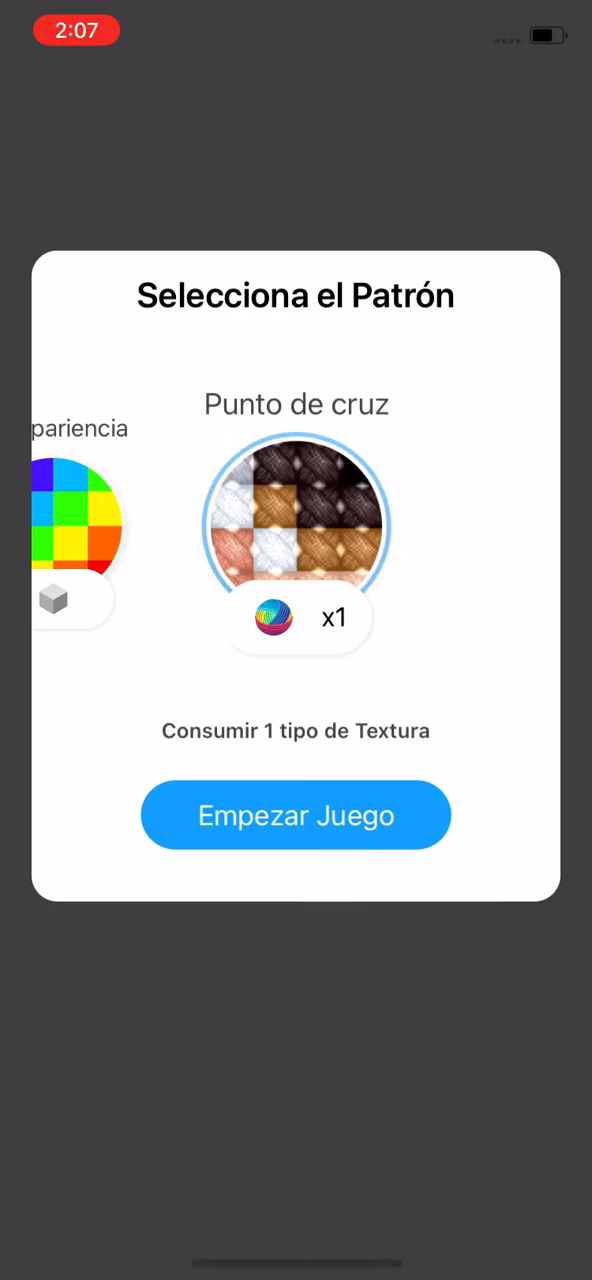 2:07
Selecciona el Patrón
Punto de cruz
pariencia
x1
Consumir 1 tipo de Textura
Empezar Juego